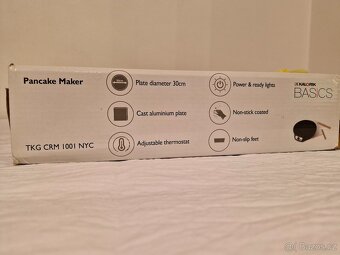 Pancake Maker
Plate diameter 30cm
Power & ready lights
KALORIK
BASICS
Cast aluminium plate
Non-stick coated
TKG CRM 1001 NYC
Adjustable thermostat
Non-slip feet